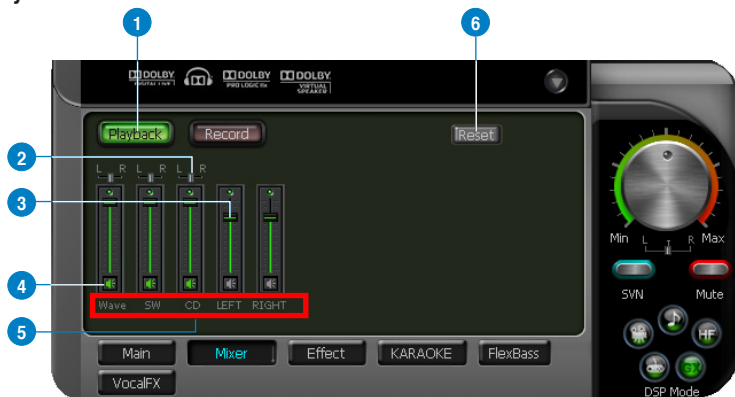 1
6
DOLBY DIGITAL LIVE
DOLBY PRO LOGIC IIx
DOLBY VIRTUAL SPEAKER
Playback Record Reset
2
L R L R L R
3
4
Wave SW CD LEFT RIGHT
5
Min L R Max
SVN Mute
HF
GX
DSP Mode
Main Mixer Effect KARAOKE FlexBass
VocalFX